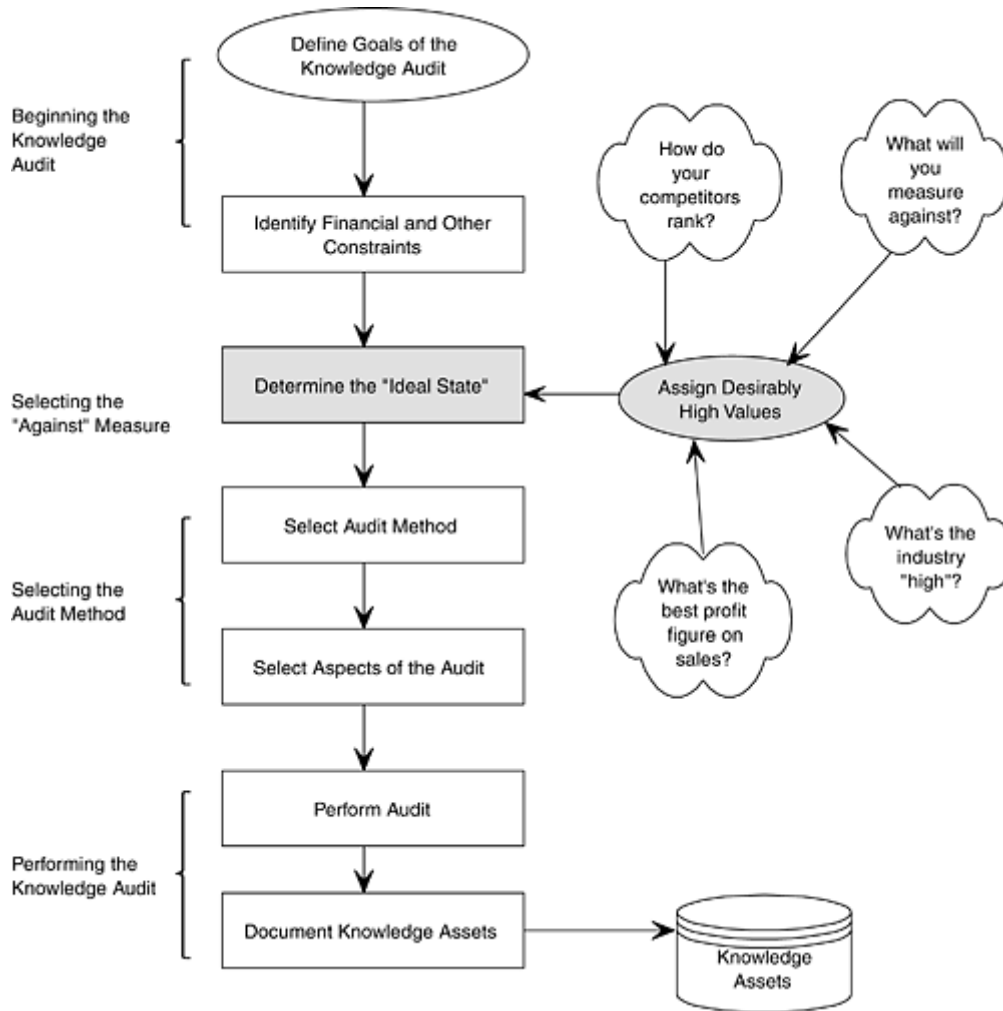 Define Goals of the
Knowledge Audit
Beginning the
Knowledge
Audit
Identify Financial and Other
Constraints
How do
your
competitors
rank?
What will
you
measure
against?
Determine the "Ideal State"
Assign Desirably
High Values
Selecting the
"Against" Measure
Select Audit Method
What's the
industry
"high"?
Selecting the
Audit Method
What's the
best profit
figure on
sales?
Select Aspects of the Audit
Perform Audit
Performing the
Knowledge Audit
Document Knowledge Assets
Knowledge
Assets